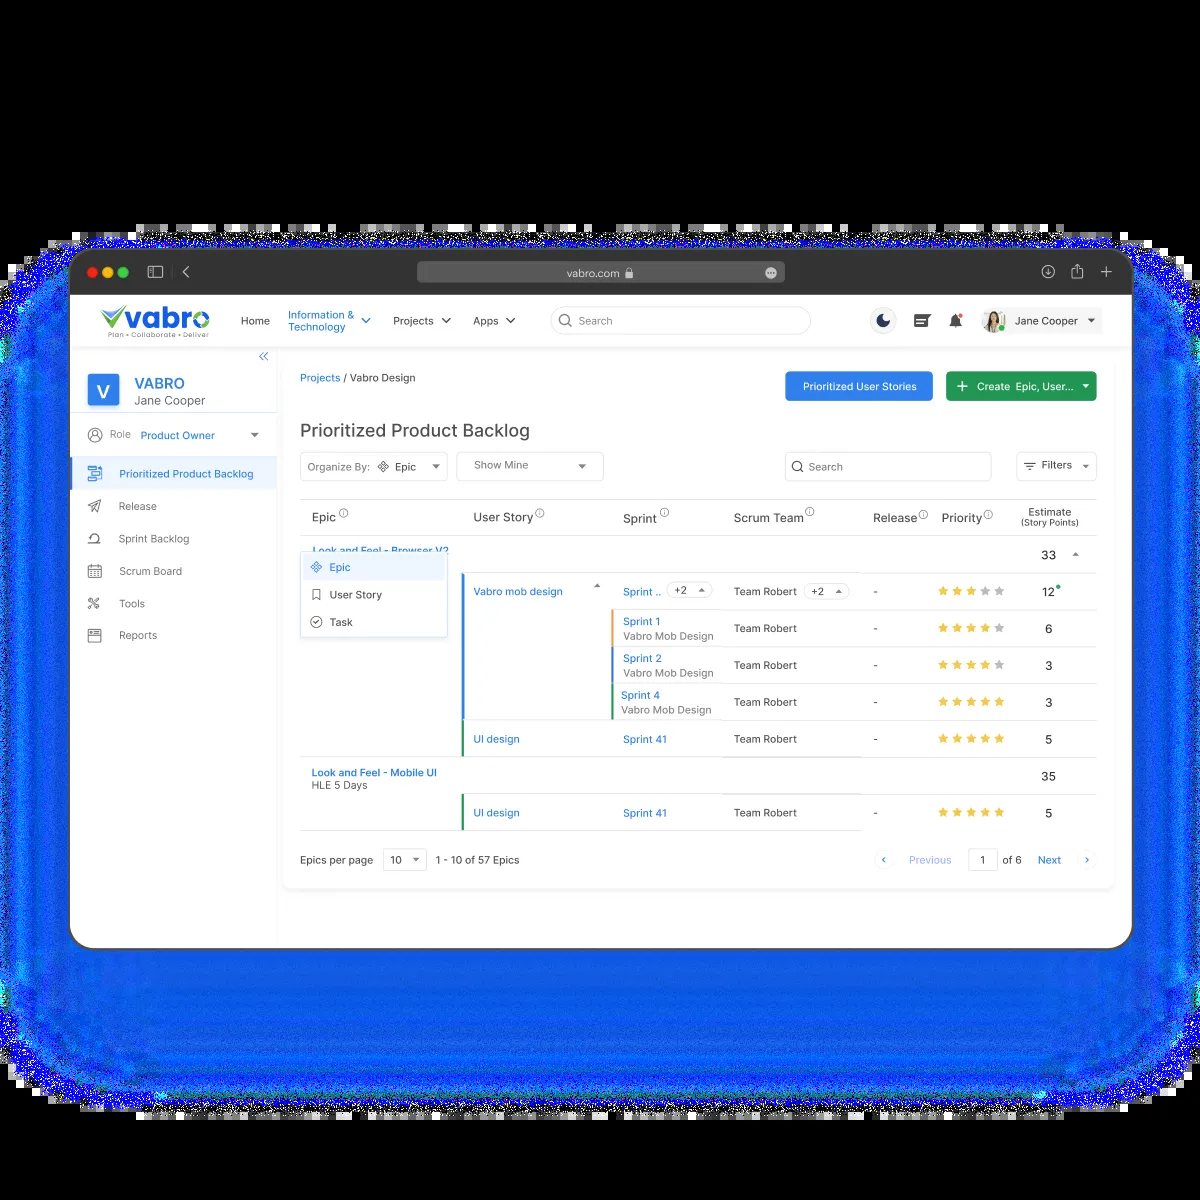 vabro.com
vabro
Plan • Collaborate • Deliver
Home
Information &
Technology
Projects
Apps
Search
Jane Cooper
V
VABRO
Jane Cooper
Role Product Owner
Prioritized Product Backlog
Release
Sprint Backlog
Scrum Board
Tools
Reports
Projects / Vabro Design
Prioritized User Stories
+ Create Epic, User...
Prioritized Product Backlog
Organize By: Epic
Show Mine
Search
Filters
Epic User Story Sprint Scrum Team Release Priority Estimate
(Story Points)
Look and Feel - Browser V2
33
Epic
User Story
Task
Vabro mob design Sprint .. +2 Team Robert +2 - 12
Sprint 1
Vabro Mob Design
Team Robert - 6
Sprint 2
Vabro Mob Design
Team Robert - 3
Sprint 4
Vabro Mob Design
Team Robert - 3
UI design Sprint 41 Team Robert - 5
Look and Feel - Mobile UI
HLE 5 Days
35
UI design Sprint 41 Team Robert - 5
Epics per page 10 1 - 10 of 57 Epics
Previous 1 of 6 Next